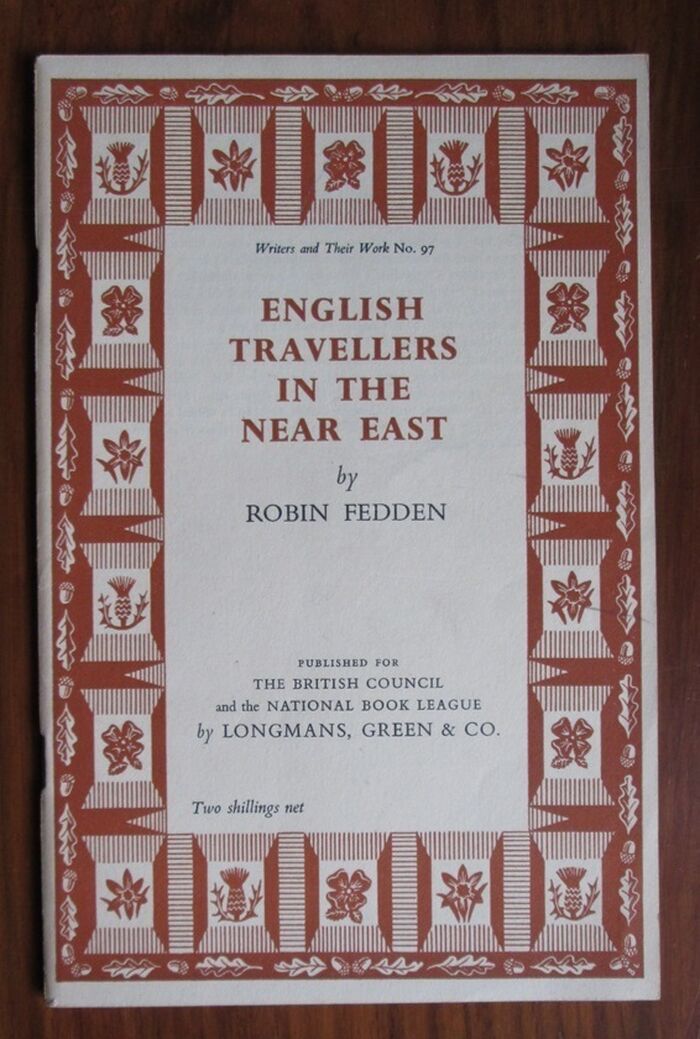 Writers and Their Work No. 97
ENGLISH
TRAVELLERS
IN THE
NEAR EAST
by
ROBIN FEDDEN
PUBLISHED FOR
THE BRITISH COUNCIL
and the NATIONAL BOOK LEAGUE
by LONGMANS, GREEN & CO.
Two shillings net